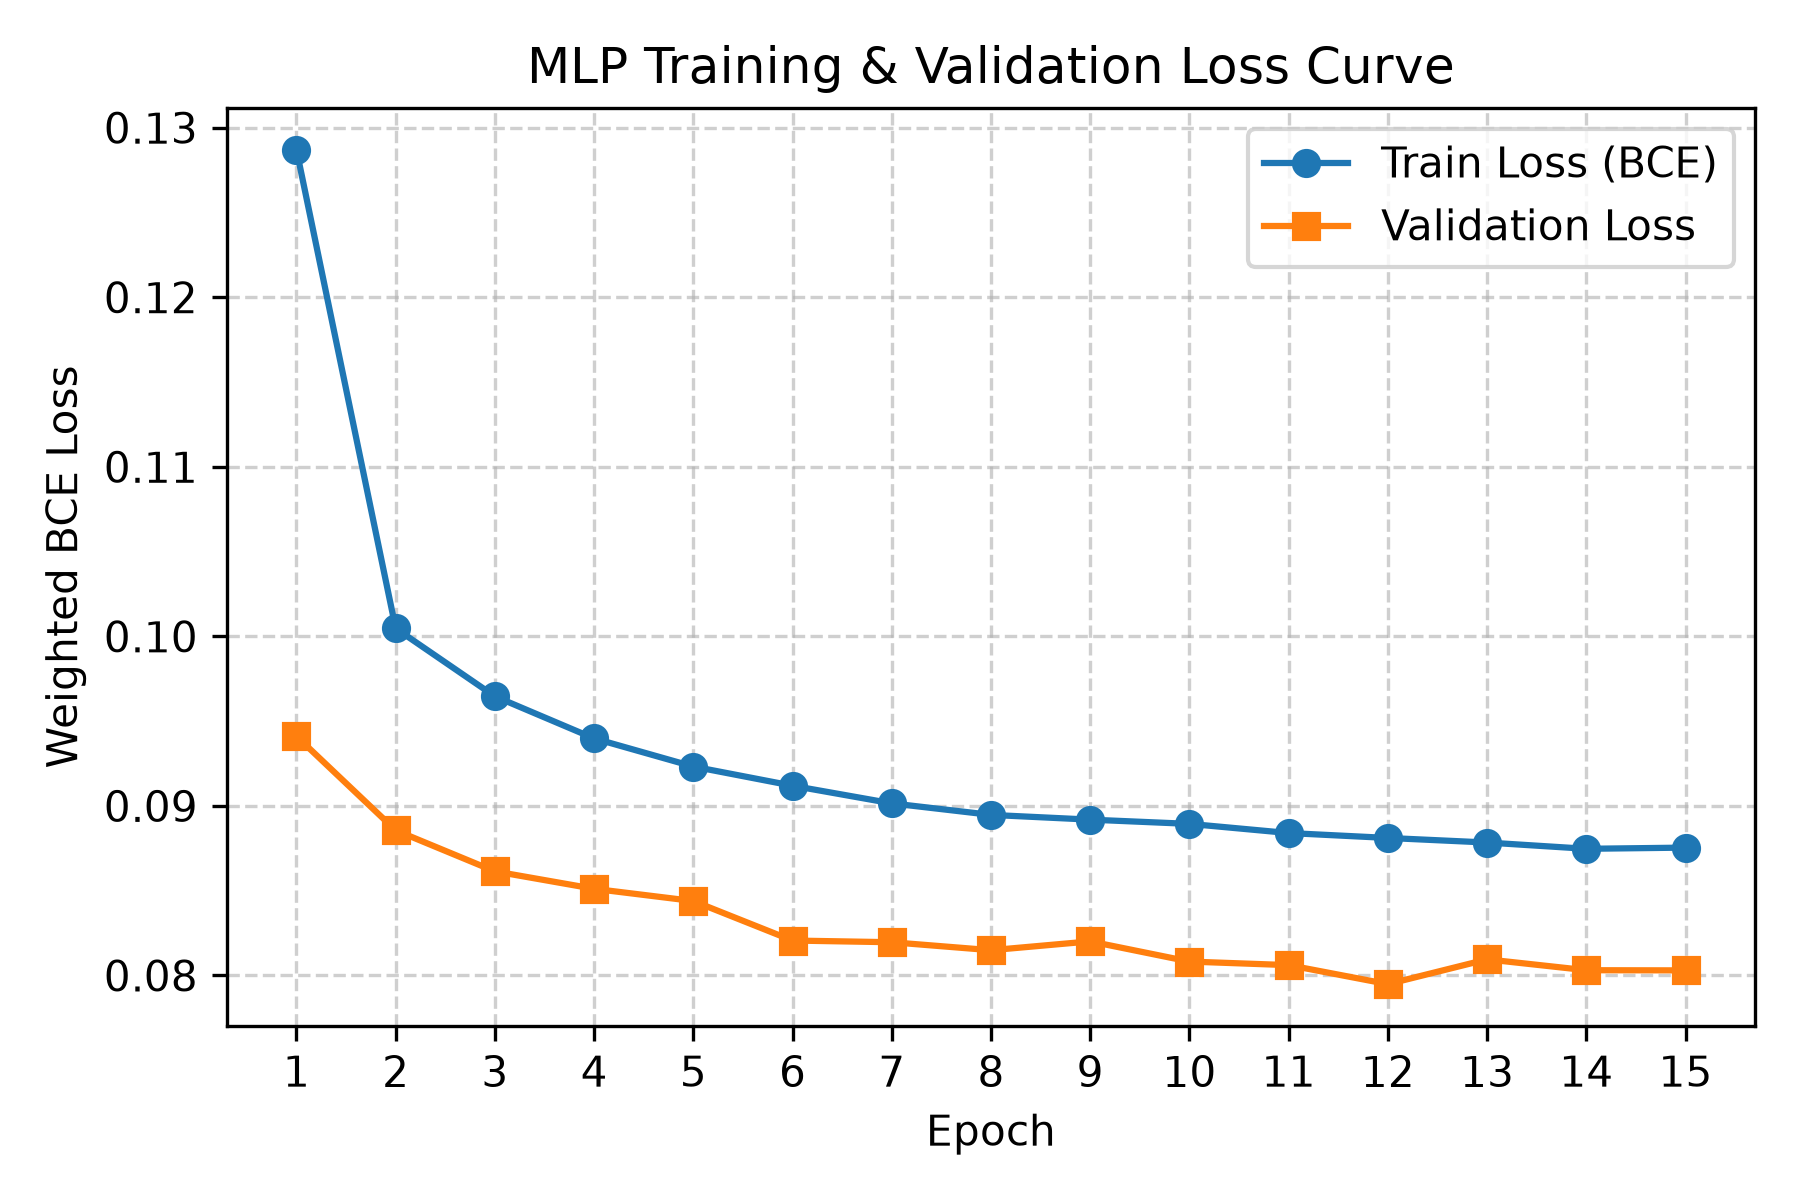 MLP Training & Validation Loss Curve
Train Loss (BCE)
Validation Loss
Weighted BCE Loss
0.13
0.12
0.11
0.10
0.09
0.08
1 2 3 4 5 6 7 8 9 10 11 12 13 14 15
Epoch